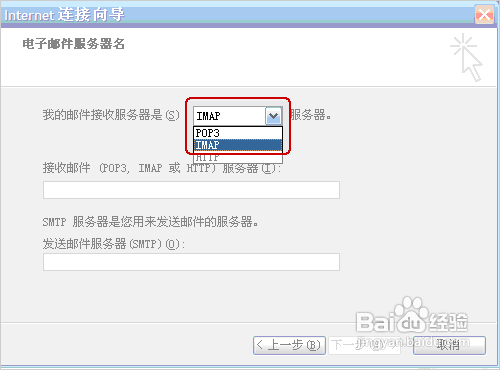 Internet 连接向导
电子邮件服务器名
我的邮件接收服务器是(S) IMAP 服务器。
POP3
IMAP
HTTP
接收邮件 (POP3, IMAP 或 HTTP) 服务器(I):
SMTP 服务器是您用来发送邮件的服务器。
发送邮件服务器(SMTP)(O):
Baidu经验
jingyan.baidu.com
< 上一步(B) 下一步 取消